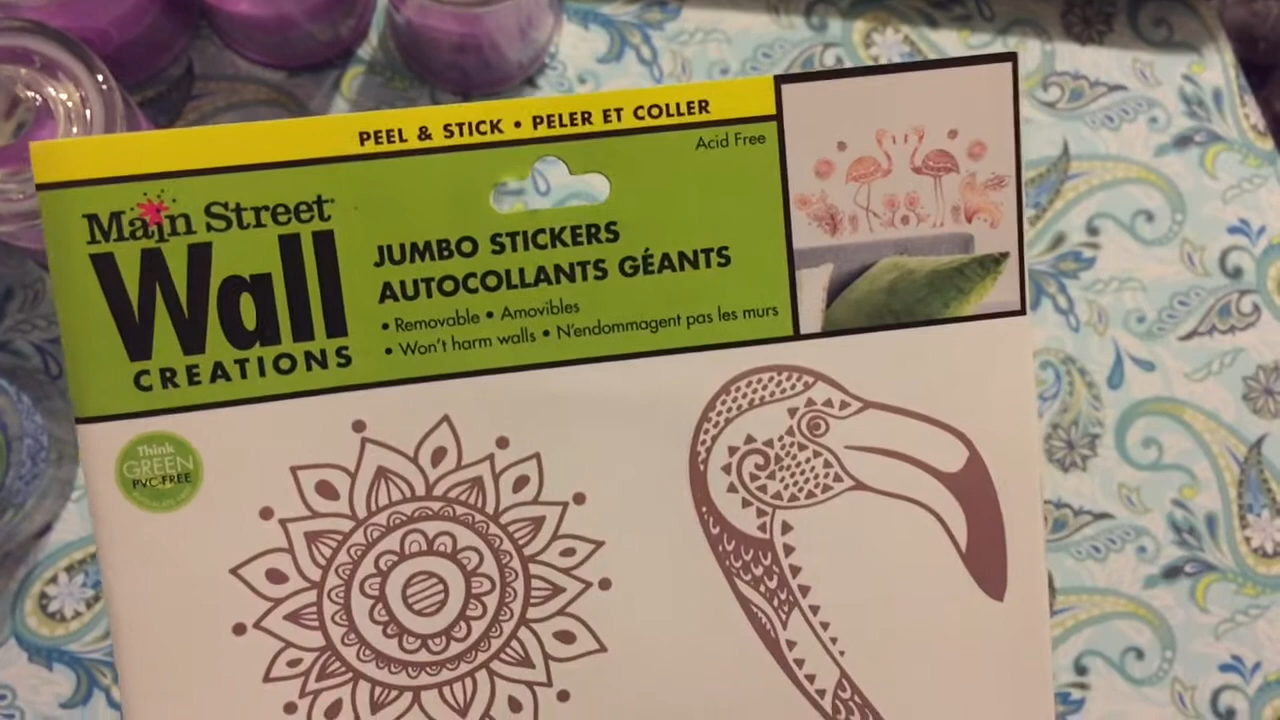 PEEL & STICK • PELER ET COLLER
Acid Free
Main Street
Wall
CREATIONS
JUMBO STICKERS
AUTOCOLLANTS GÉANTS
• Removable • Amovibles
• Won't harm walls • N'endommagent pas les murs
Think
GREEN
PVC-FREE